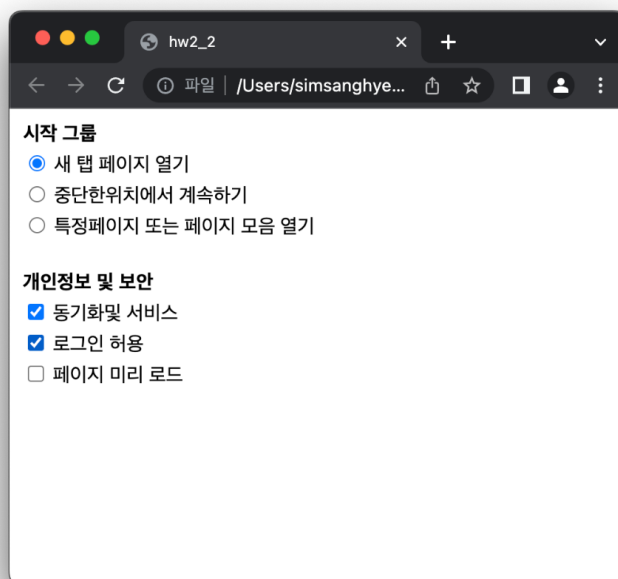 hw2_2
파일 /Users/simsanghye...
시작 그룹
새 탭 페이지 열기
중단한위치에서 계속하기
특정페이지 또는 페이지 모음 열기
개인정보 및 보안
동기화및 서비스
로그인 허용
페이지 미리 로드